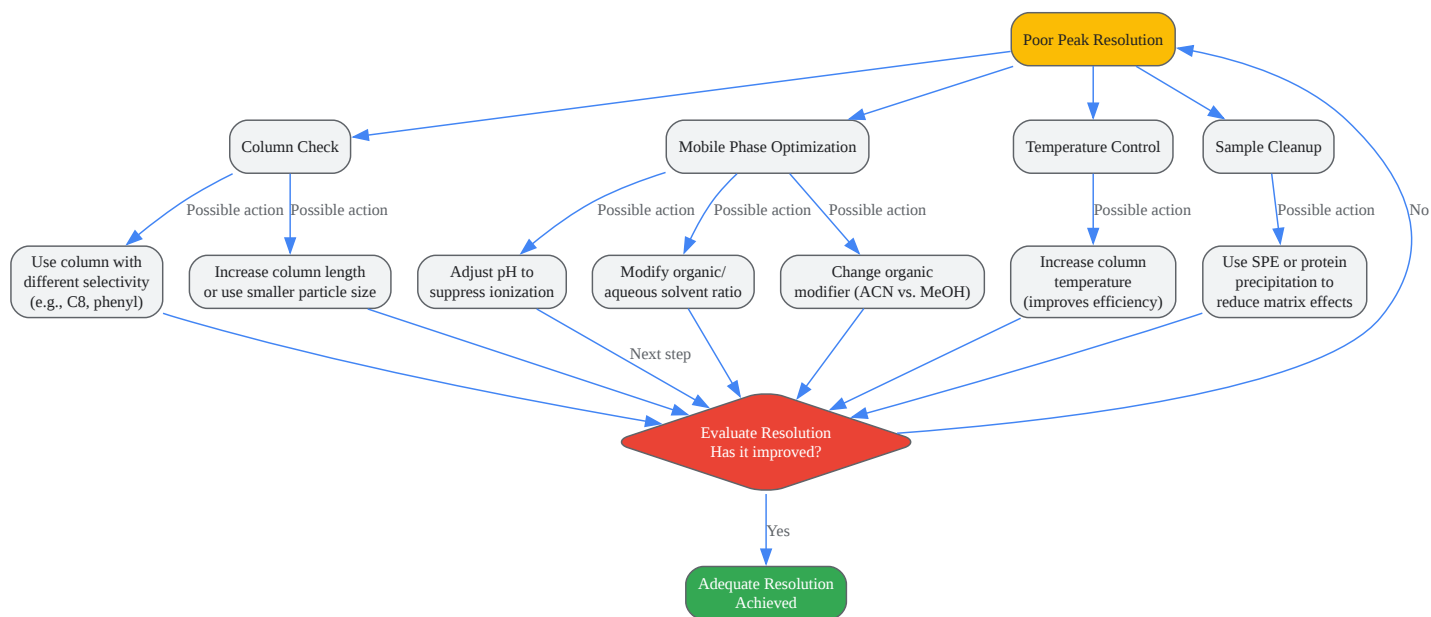 Poor Peak Resolution
Column Check
Mobile Phase Optimization
Temperature Control
Sample Cleanup
Possible action
Possible action
Possible action
Possible action
Possible action
Possible action
Possible action
No
Use column with
different selectivity
(e.g., C8, phenyl)
Increase column length
or use smaller particle size
Adjust pH to
suppress ionization
Modify organic/
aqueous solvent ratio
Change organic
modifier (ACN vs. MeOH)
Increase column
temperature
(improves efficiency)
Use SPE or protein
precipitation to
reduce matrix effects
Next step
Evaluate Resolution
Has it improved?
Yes
Adequate Resolution
Achieved